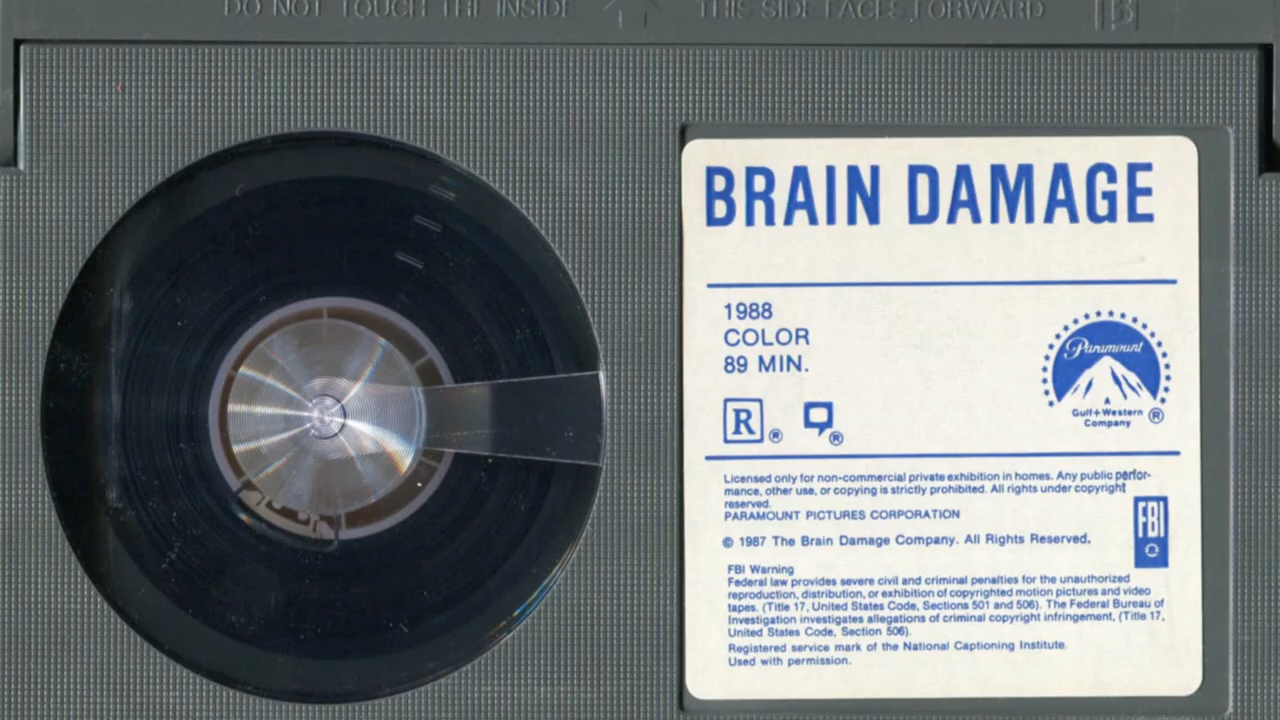 DO NOT TOUCH THE INSIDE
THIS SIDE FACES FORWARD
BRAIN DAMAGE
1988
COLOR
89 MIN.
R ®
®
Paramount
A
Gulf+Western
Company
®
Licensed only for non-commercial private exhibition in homes. Any public perfor-
mance, other use, or copying is strictly prohibited. All rights under copyright
reserved.
PARAMOUNT PICTURES CORPORATION
FBI
© 1987 The Brain Damage Company. All Rights Reserved.
FBI Warning
Federal law provides severe civil and criminal penalties for the unauthorized
reproduction, distribution, or exhibition of copyrighted motion pictures and video
tapes. (Title 17, United States Code, Sections 501 and 506). The Federal Bureau of
Investigation investigates allegations of criminal copyright infringement, (Title 17,
United States Code, Section 506).
Registered service mark of the National Captioning Institute.
Used with permission.